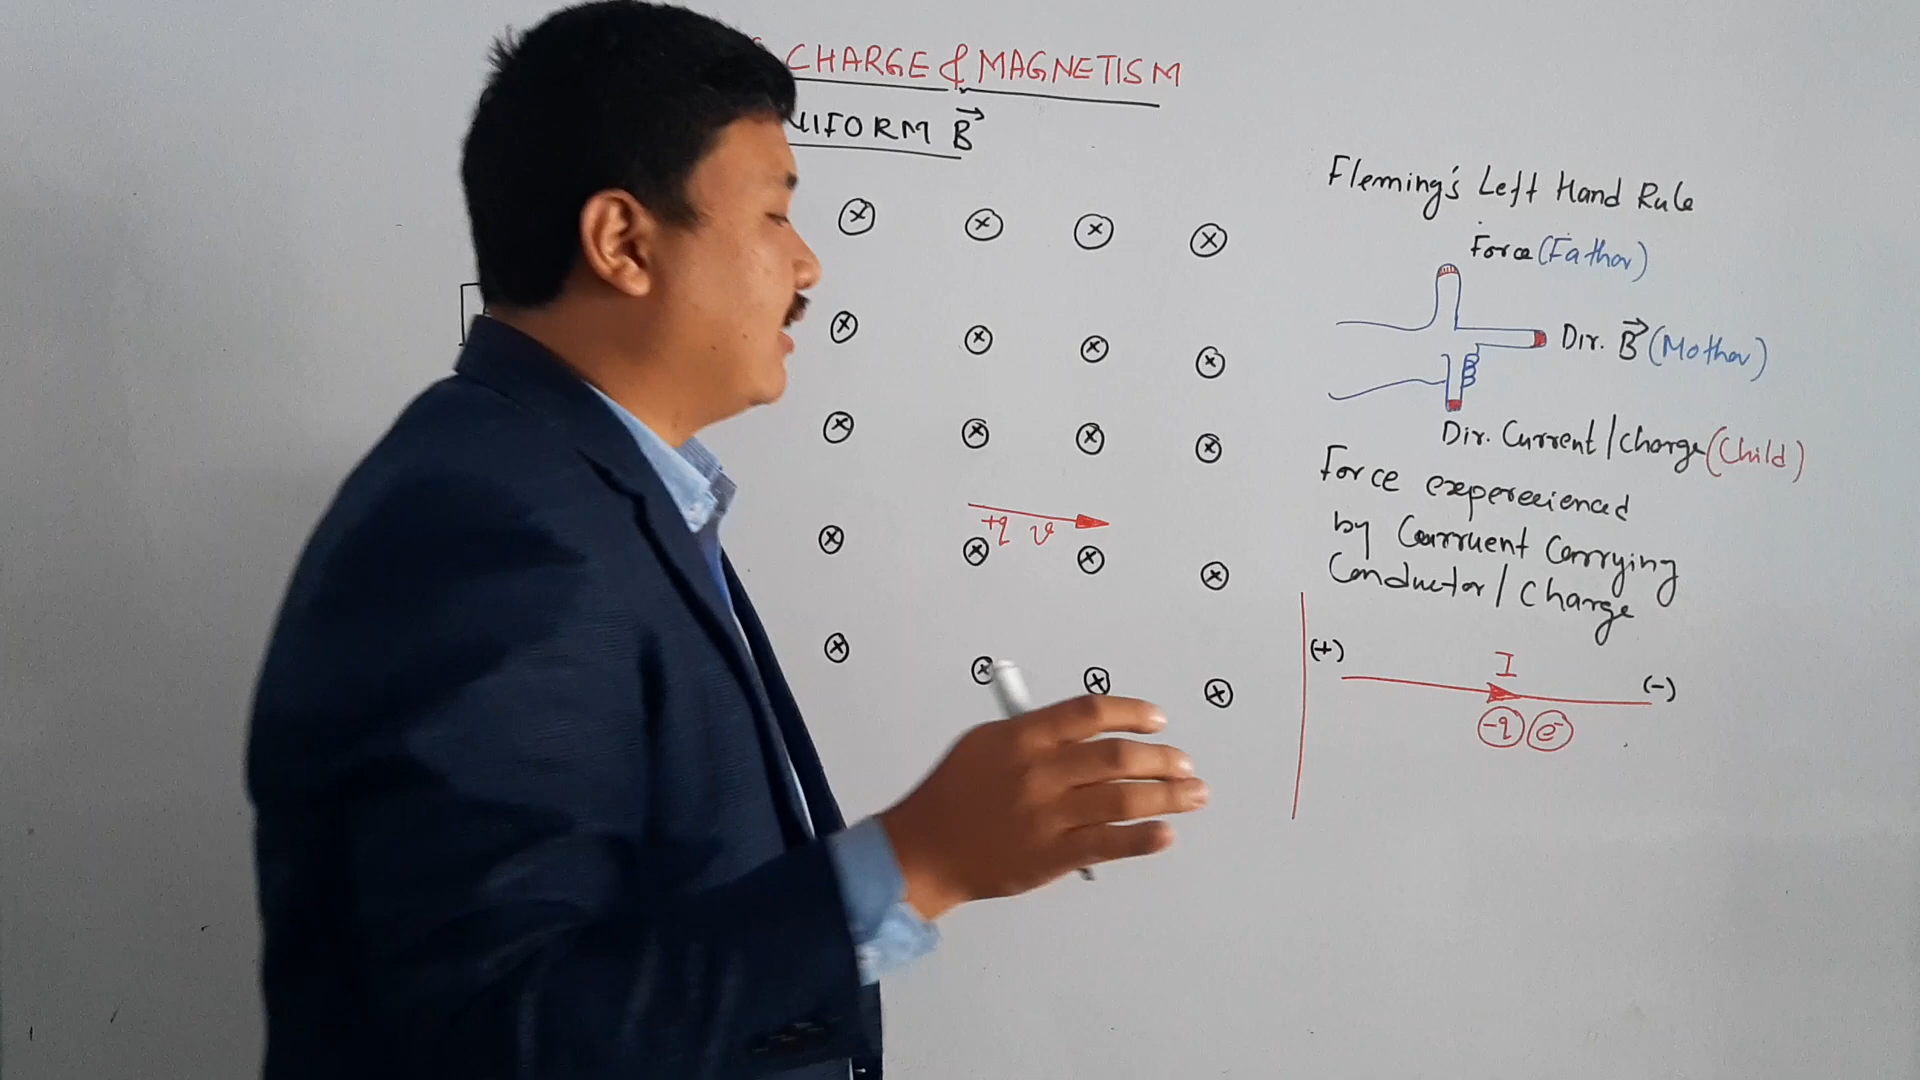 CHARGE & MAGNETISM
UNIFORM B⃗
Fleming's Left Hand Rule
Force (Father)
Dir. B⃗ (Mother)
Dir. Current / Charge (Child)
Force expereeienced
by Carruent Carrying
Conductor / Charge
+q v
(+) I (-)
-q e⁻